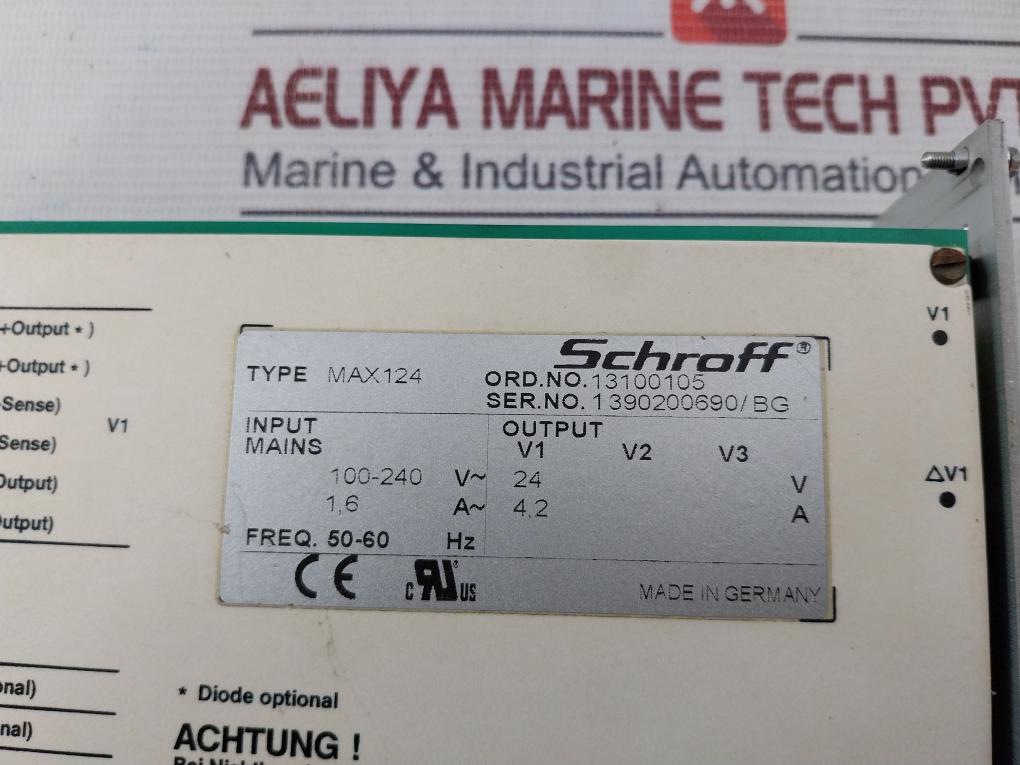 AELIYA MARINE TECH PVT
Marine & Industrial Automation
+Output * )
+Output * )
Sense)
V1
Sense)
Output)
Output)
Schroff®
TYPE MAX124
ORD.NO. 13100105
SER.NO. 1390200690/BG
INPUT
MAINS
100-240 V~
1,6 A~
FREQ. 50-60 Hz
OUTPUT
V1 V2 V3
24 V
4,2 A
CE c RU ® US
MADE IN GERMANY
V1
ΔV1
onal)
nal)
* Diode optional
ACHTUNG !